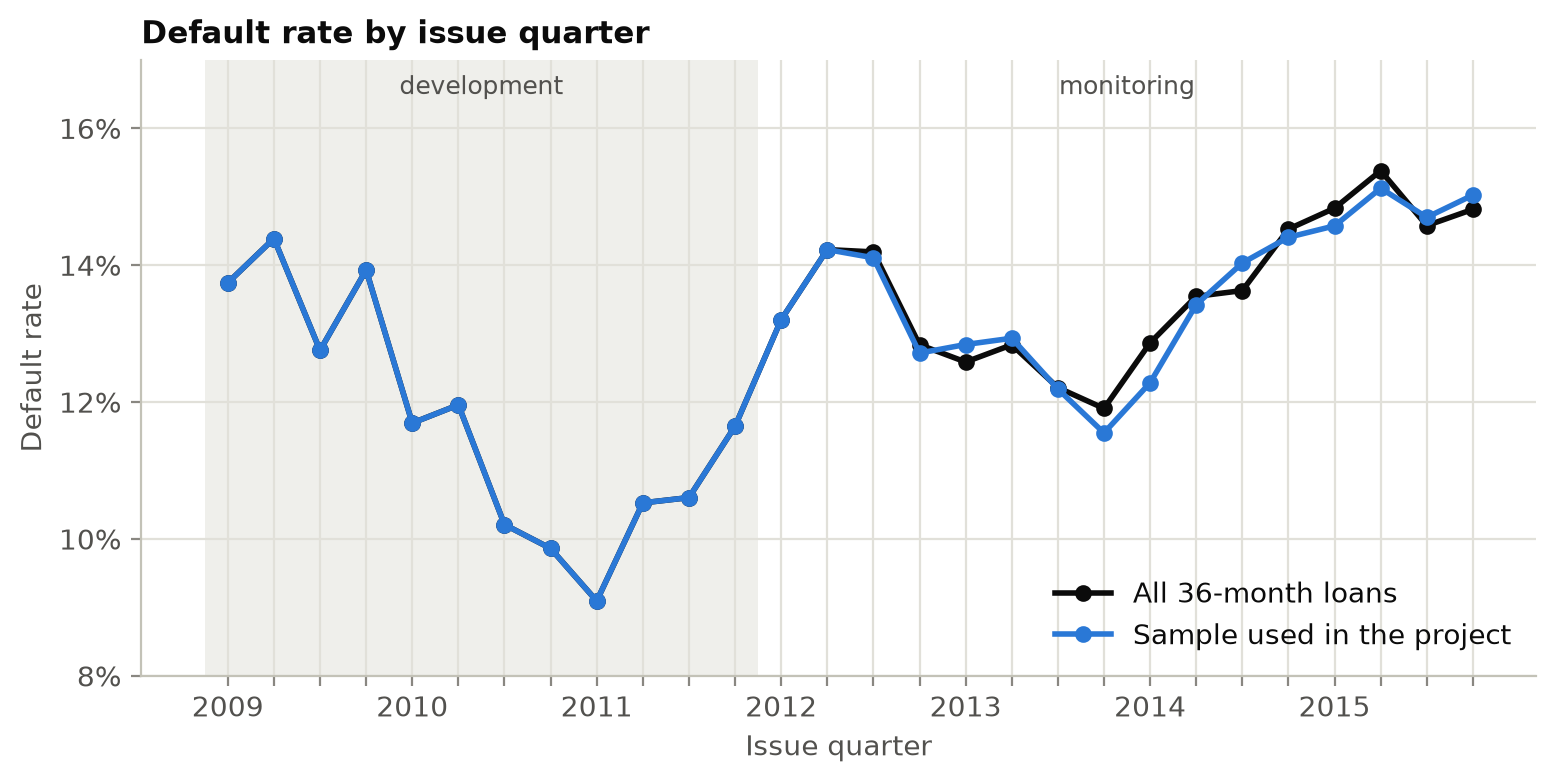 Default rate by issue quarter
development
monitoring
16%
14%
12%
10%
8%
Default rate
All 36-month loans
Sample used in the project
2009 2010 2011 2012 2013 2014 2015
Issue quarter